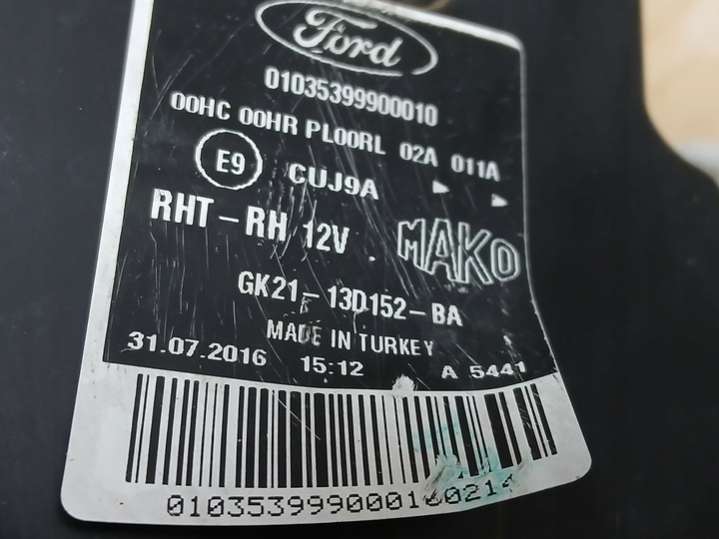 Ford
01035399900010
00HC 00HR PL00RL 02A 011A
E9 CUJ9A
RHT-RH 12V MAKO
GK21-13D152-BA
MADE IN TURKEY
31.07.2016 15:12 A 5441